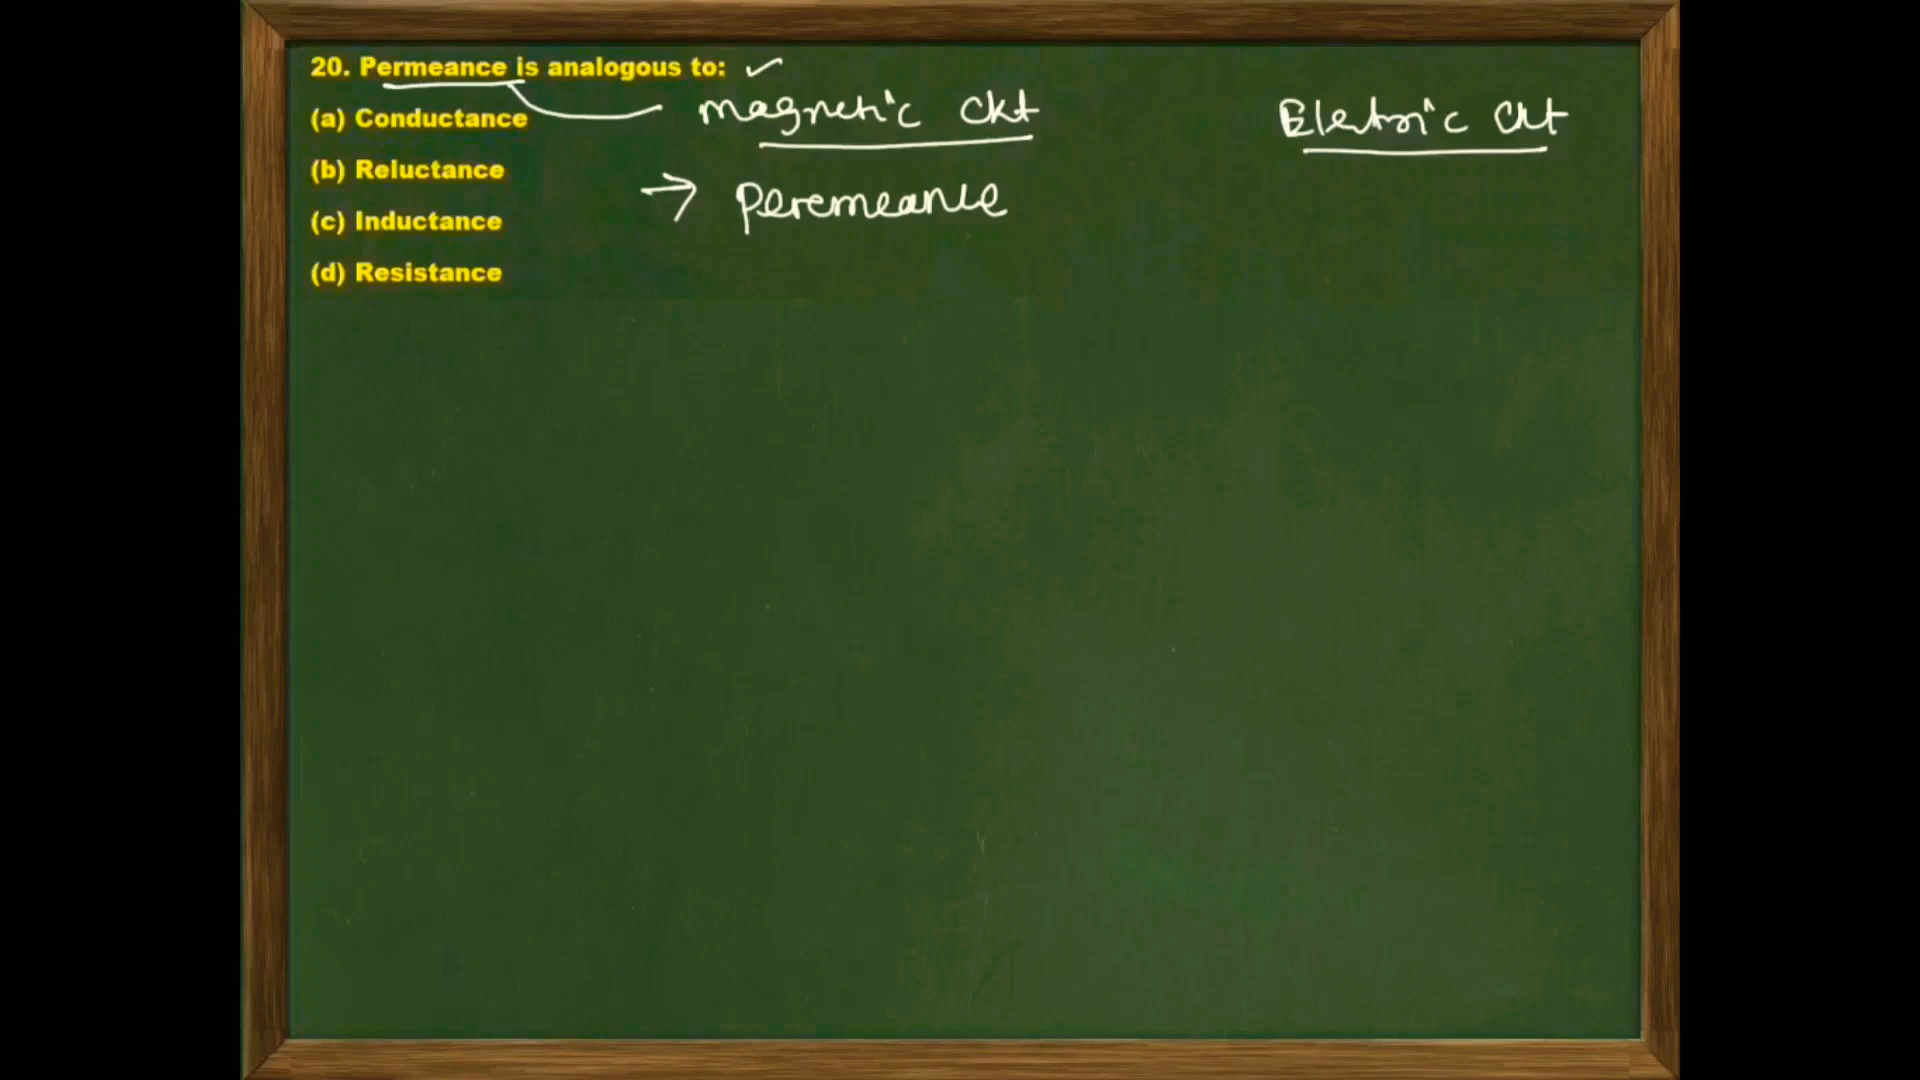 20. Permeance is analogous to:
(a) Conductance
(b) Reluctance
(c) Inductance
(d) Resistance
magnetic ckt
Eletric ckt
→ peremeance